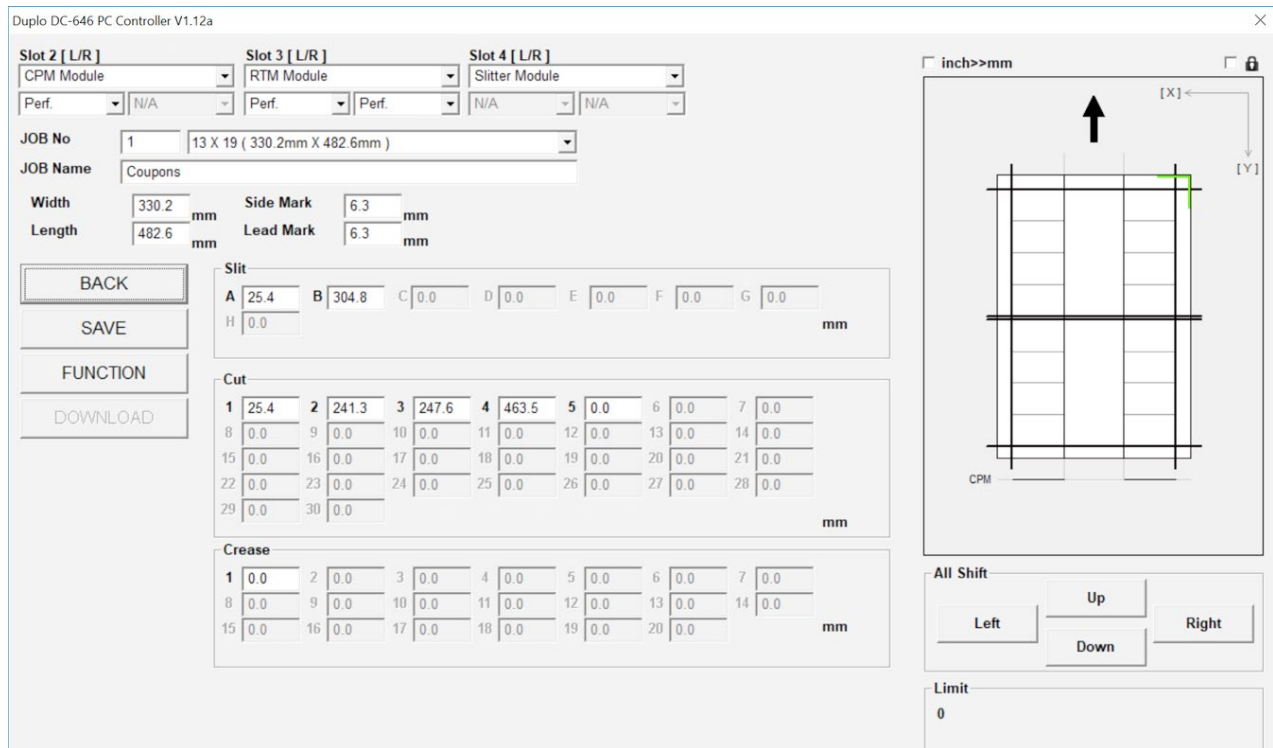 Duplo DC-646 PC Controller V1.12a
Slot 2 [ L/R ] Slot 3 [ L/R ] Slot 4 [ L/R ]
CPM Module RTM Module Slitter Module
Perf. N/A Perf. Perf. N/A N/A
JOB No 1 13 X 19 ( 330.2mm X 482.6mm )
JOB Name Coupons
Width 330.2 mm Side Mark 6.3 mm
Length 482.6 mm Lead Mark 6.3 mm
BACK
SAVE
FUNCTION
DOWNLOAD
Slit
A 25.4 B 304.8 C 0.0 D 0.0 E 0.0 F 0.0 G 0.0
H 0.0 mm
Cut
1 25.4 2 241.3 3 247.6 4 463.5 5 0.0 6 0.0 7 0.0
8 0.0 9 0.0 10 0.0 11 0.0 12 0.0 13 0.0 14 0.0
15 0.0 16 0.0 17 0.0 18 0.0 19 0.0 20 0.0 21 0.0
22 0.0 23 0.0 24 0.0 25 0.0 26 0.0 27 0.0 28 0.0
29 0.0 30 0.0
mm
Crease
1 0.0 2 0.0 3 0.0 4 0.0 5 0.0 6 0.0 7 0.0
8 0.0 9 0.0 10 0.0 11 0.0 12 0.0 13 0.0 14 0.0
15 0.0 16 0.0 17 0.0 18 0.0 19 0.0 20 0.0 mm
inch>>mm
[X]
[Y]
CPM
All Shift
Up
Left Right
Down
Limit
0